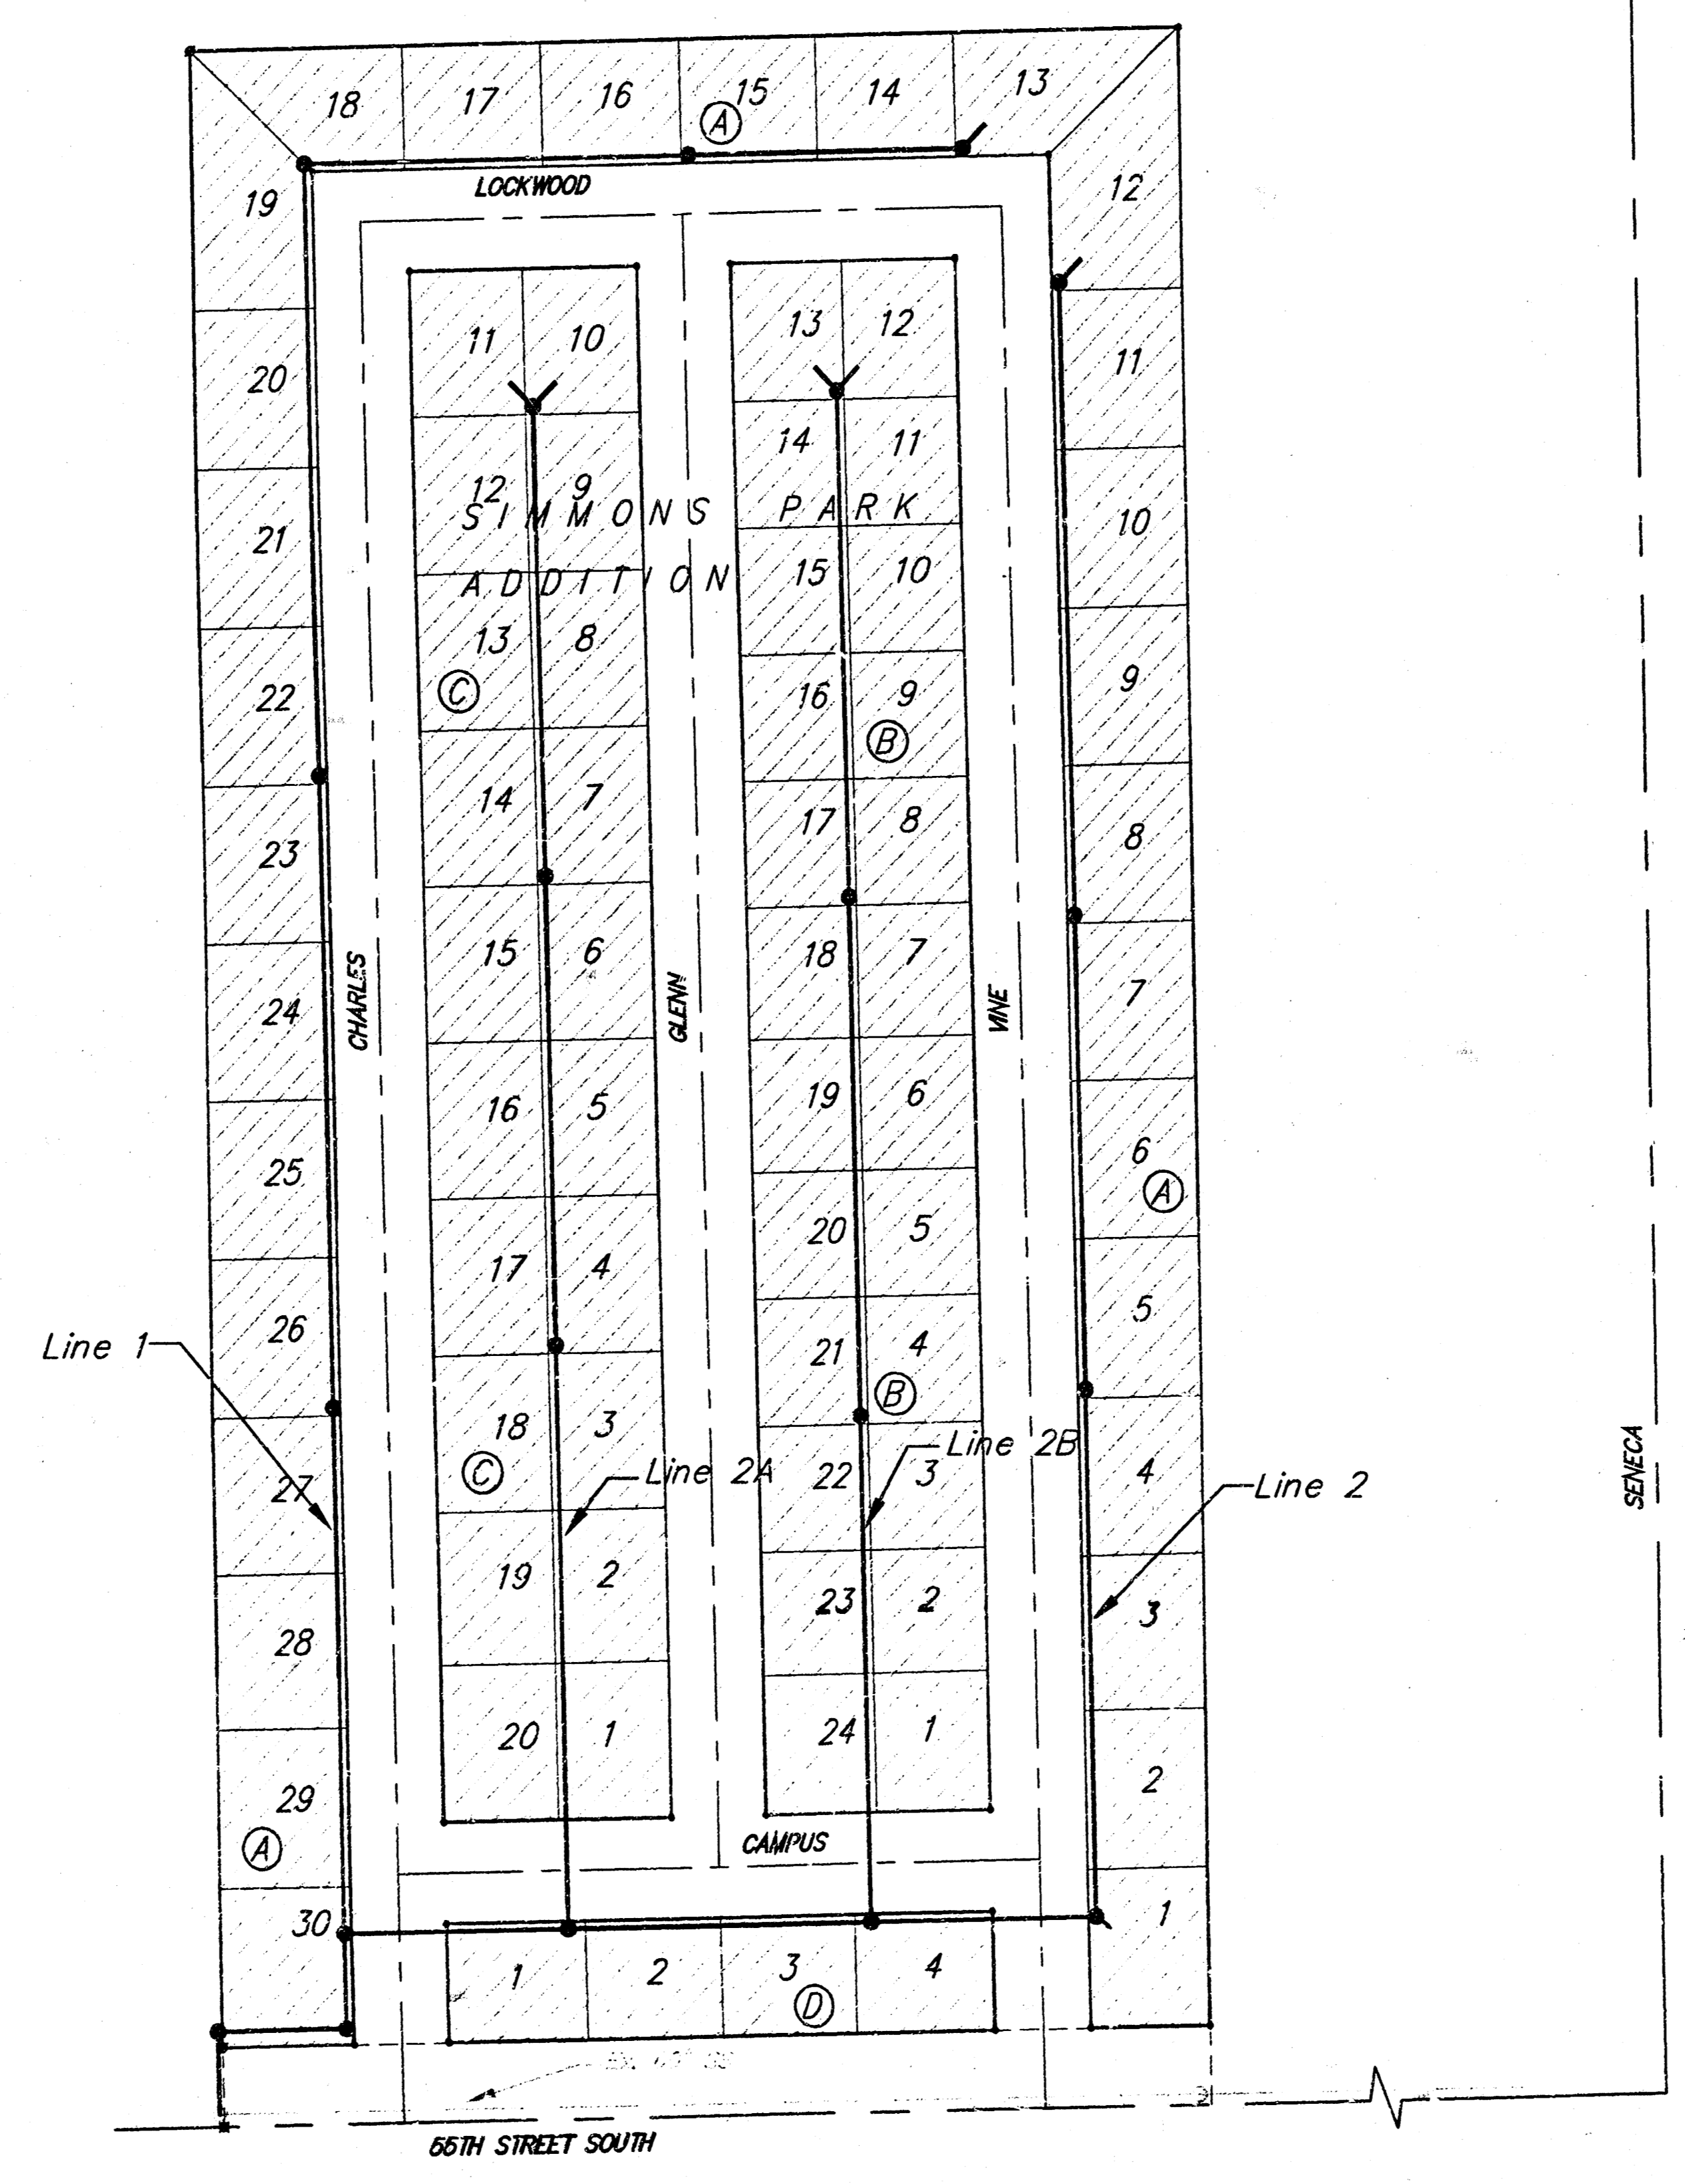 18 17 16 15 14 13
A
LOCKWOOD
19 12
11 10 13 12
20 11
12 9 14 11
SIMMONS PARK
ADDITION
21 10
13 8 15 10
C
22 16 9 9
B
14 7 17 8
23 8
15 6 18 7
24 7
CHARLES
GLENN
VINE
16 5 19 6
25 6
A
17 4 20 5
26 5
Line 1
21 4
B
18 3
C
Line 2A
22 3
Line 2B
27 4
Line 2
SENECA
19 2 23 2
28 3
20 1 24 1
29 2
A
CAMPUS
30 1
1 2 3 4
D
55TH STREET SOUTH